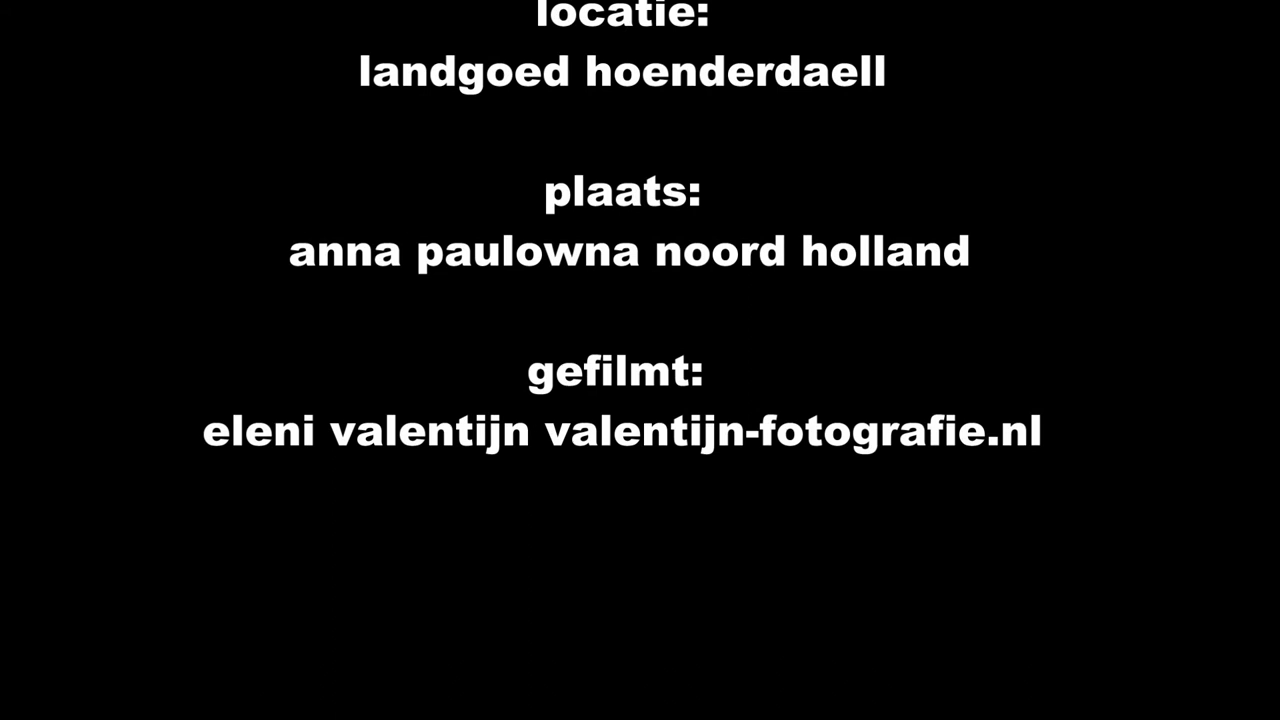 locatie:
landgoed hoenderdaell
plaats:
anna paulowna noord holland
gefilmt:
eleni valentijn valentijn-fotografie.nl